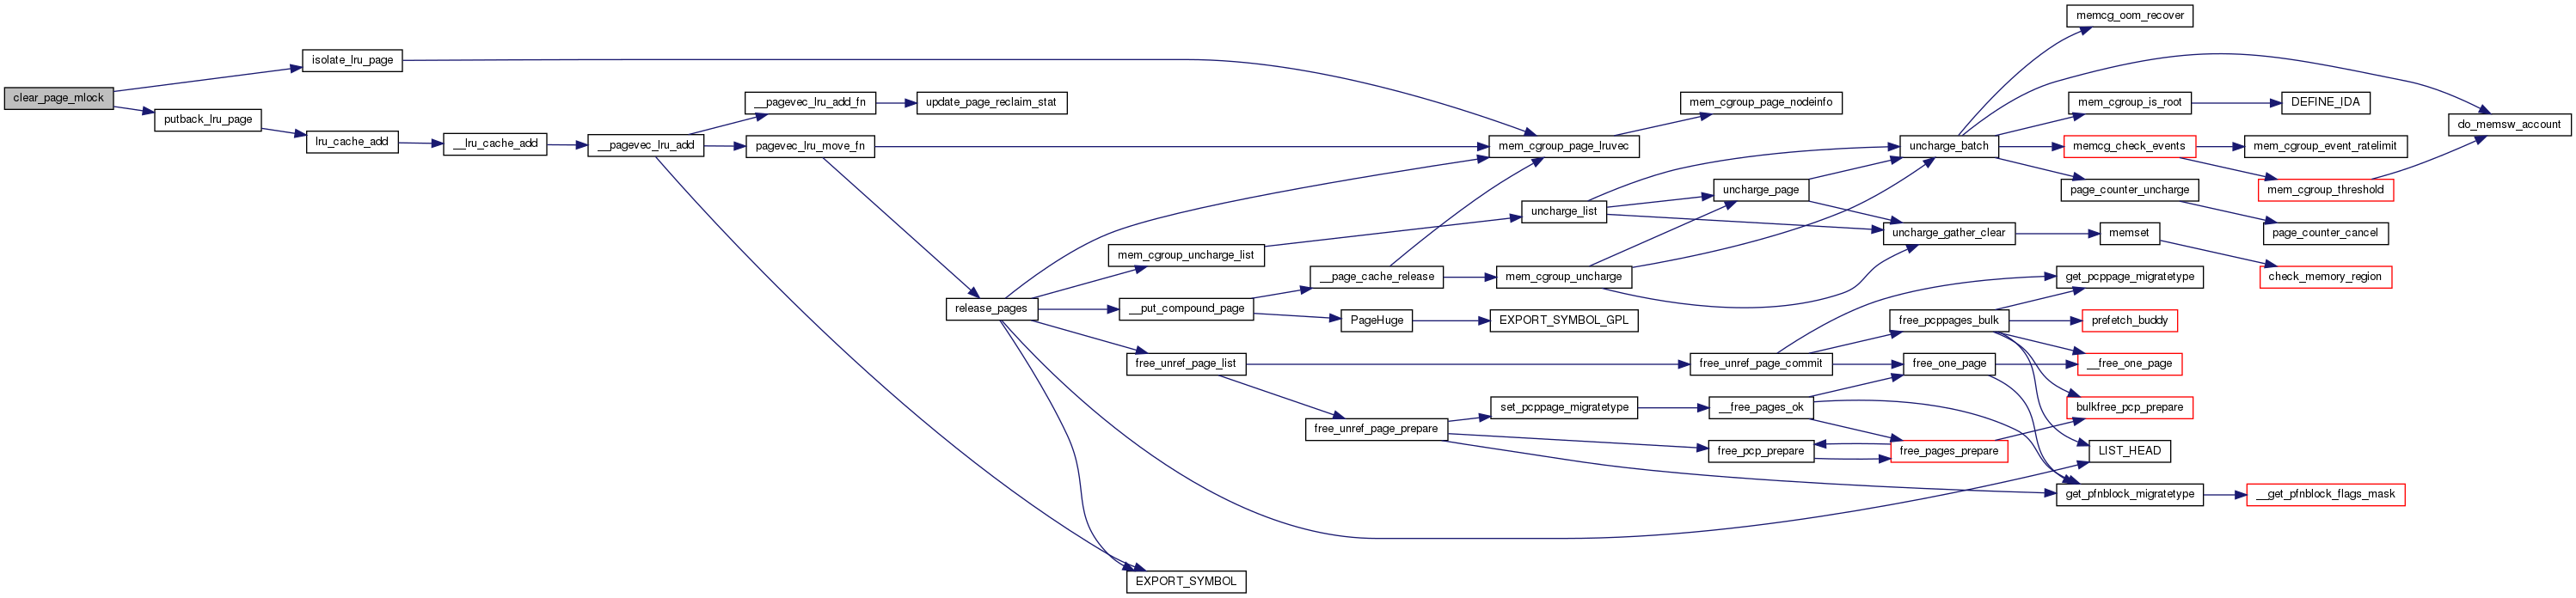 clear_page_mlock
isolate_lru_page
putback_lru_page
lru_cache_add
__lru_cache_add
__pagevec_lru_add
__pagevec_lru_add_fn
update_page_reclaim_stat
pagevec_lru_move_fn
release_pages
mem_cgroup_uncharge_list
__put_compound_page
free_unref_page_list
EXPORT_SYMBOL
__page_cache_release
PageHuge
free_unref_page_prepare
mem_cgroup_page_lruvec
uncharge_list
mem_cgroup_uncharge
EXPORT_SYMBOL_GPL
set_pcppage_migratetype
mem_cgroup_page_nodeinfo
uncharge_page
free_unref_page_commit
__free_pages_ok
free_pcp_prepare
uncharge_batch
uncharge_gather_clear
free_pcppages_bulk
free_one_page
free_pages_prepare
memcg_oom_recover
mem_cgroup_is_root
memcg_check_events
page_counter_uncharge
memset
get_pcppage_migratetype
prefetch_buddy
__free_one_page
bulkfree_pcp_prepare
LIST_HEAD
get_pfnblock_migratetype
DEFINE_IDA
mem_cgroup_event_ratelimit
mem_cgroup_threshold
page_counter_cancel
check_memory_region
__get_pfnblock_flags_mask
do_memsw_account